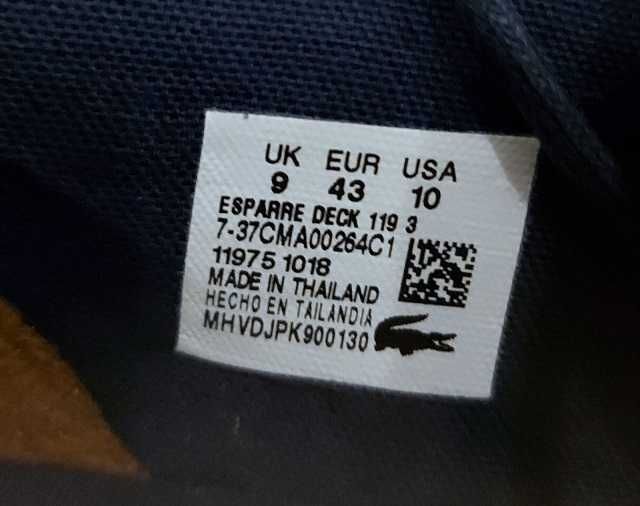 UK EUR USA
9 43 10
ESPARRE DECK 119 3
7-37CMA00264C1
11975 1018
MADE IN THAILAND
HECHO EN TAILANDIA
MHVDJPK900130